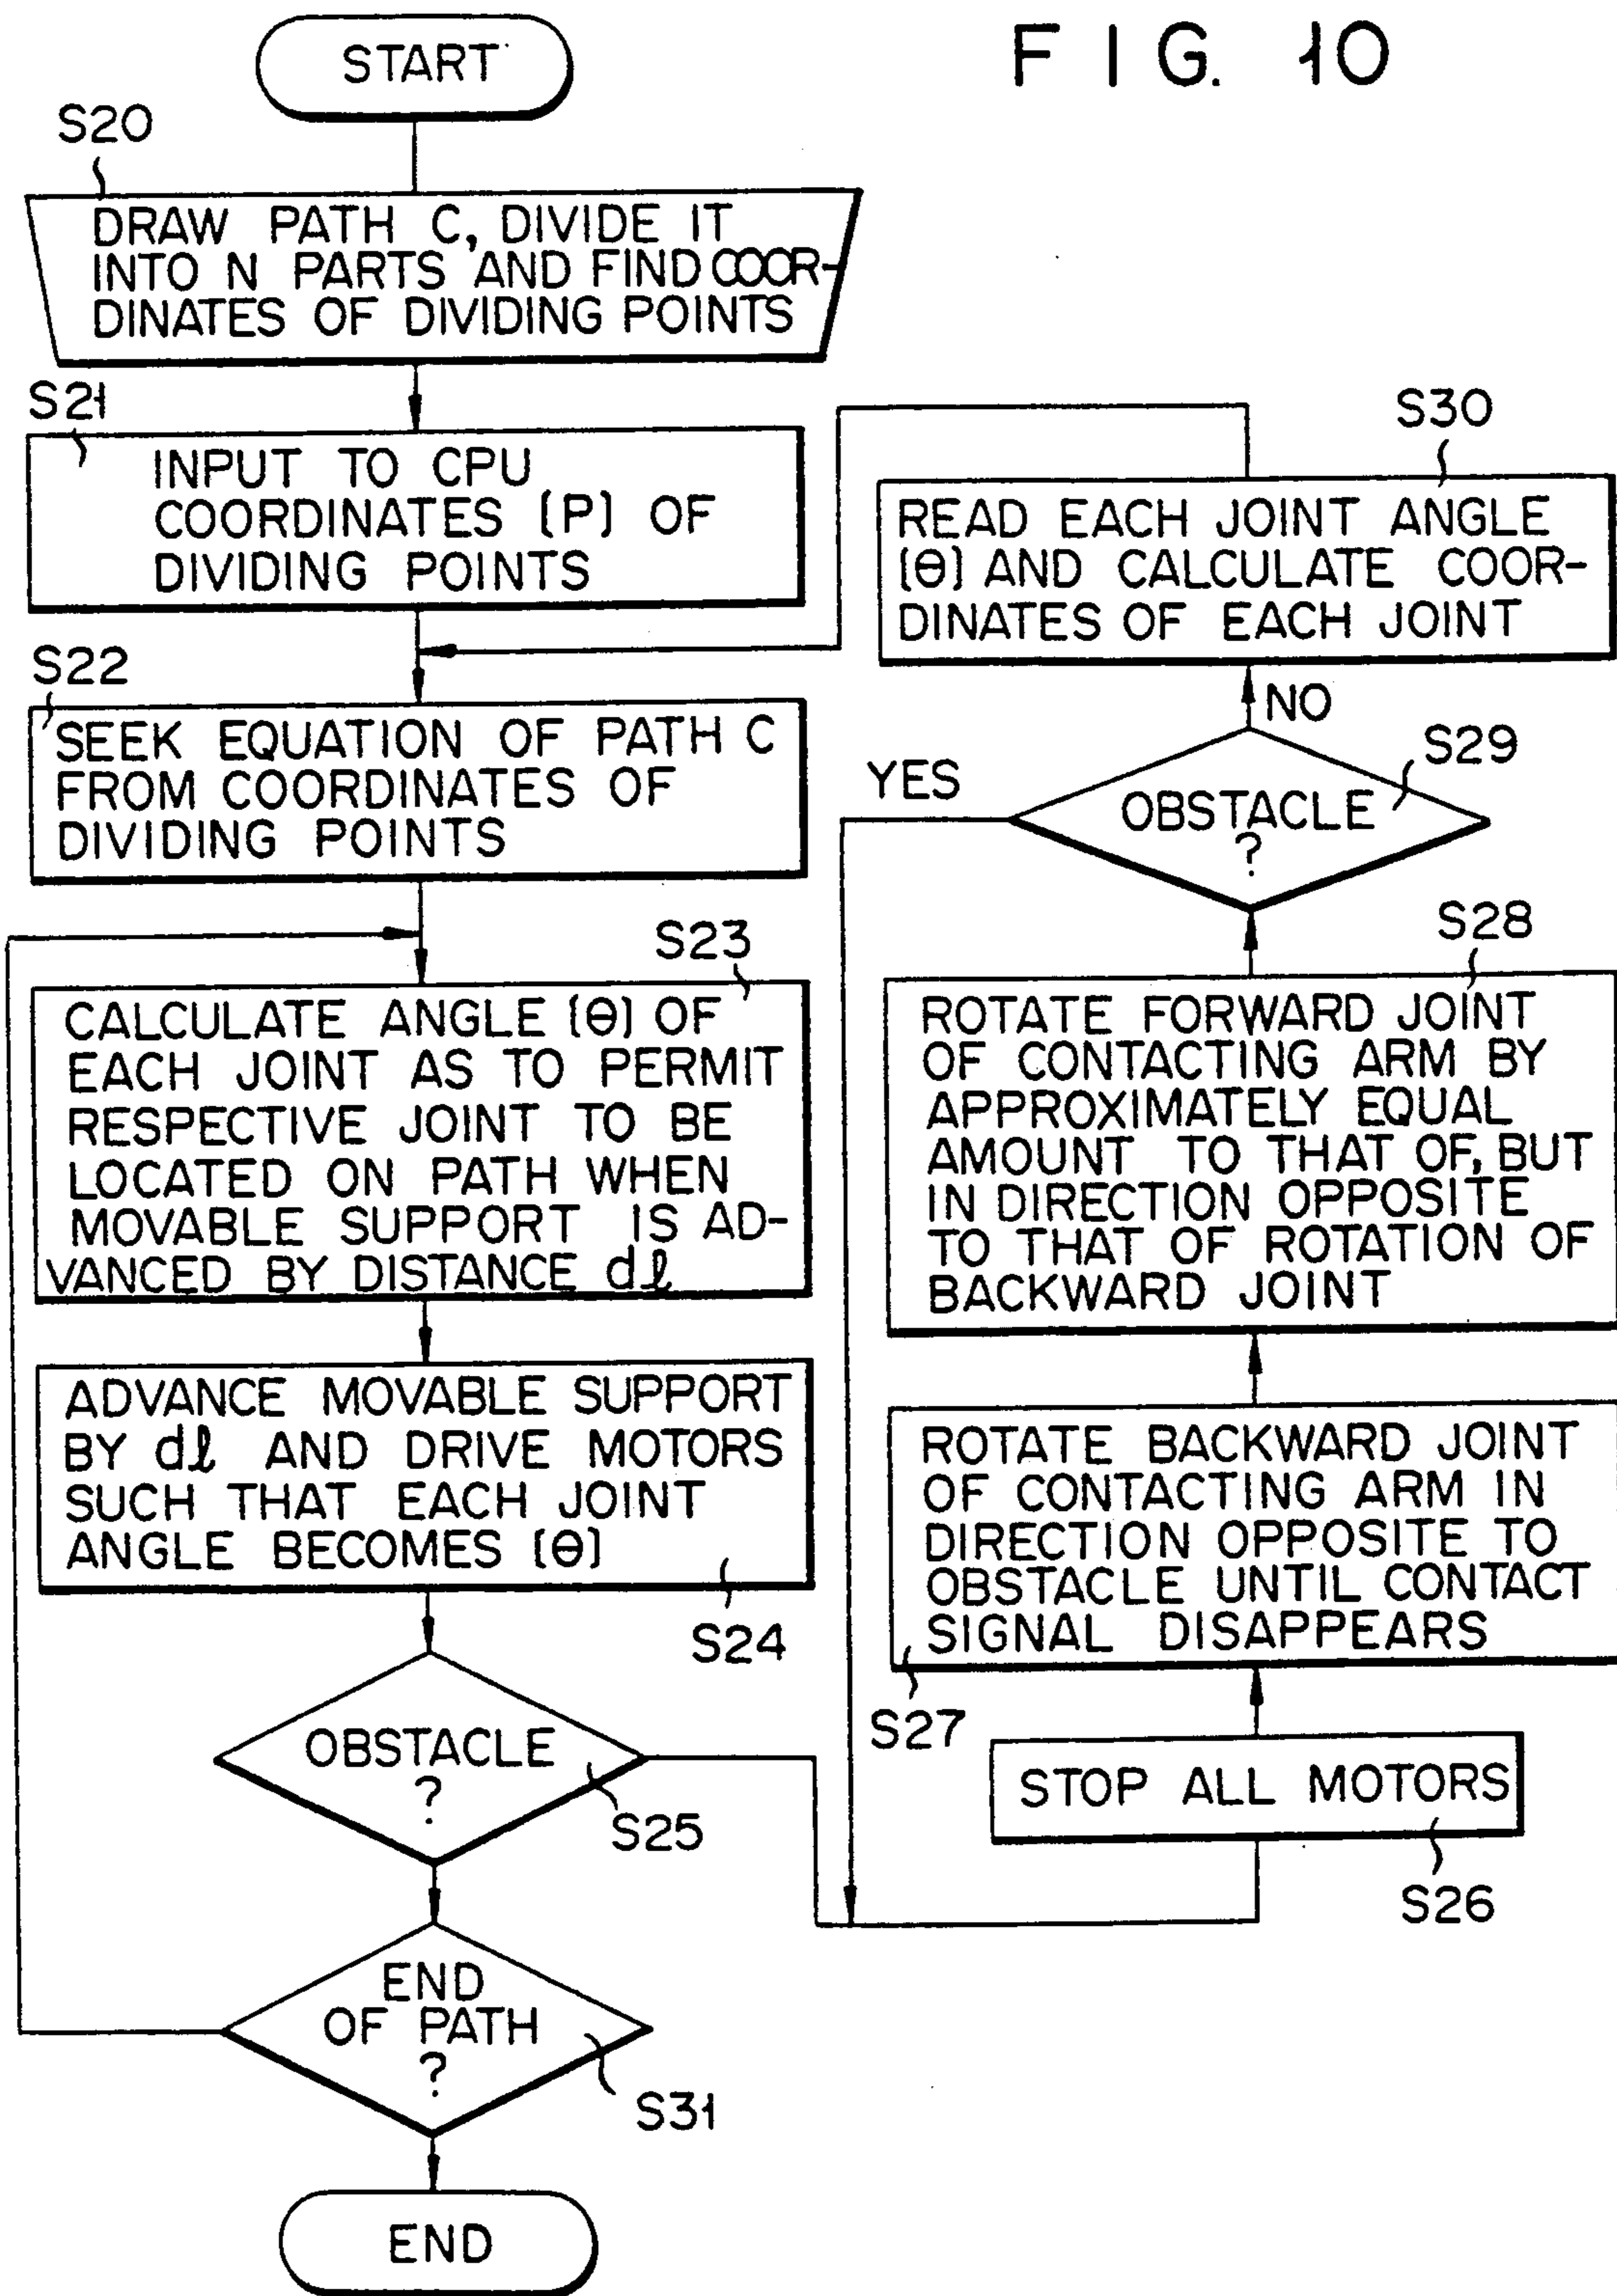 FIG. 10
START
S20
DRAW PATH C, DIVIDE IT
INTO N PARTS AND FIND COOR-
DINATES OF DIVIDING POINTS
S21
INPUT TO CPU
COORDINATES [P] OF
DIVIDING POINTS
S22
SEEK EQUATION OF PATH C
FROM COORDINATES OF
DIVIDING POINTS
S23
CALCULATE ANGLE [θ] OF
EACH JOINT AS TO PERMIT
RESPECTIVE JOINT TO BE
LOCATED ON PATH WHEN
MOVABLE SUPPORT IS AD-
VANCED BY DISTANCE dℓ
ADVANCE MOVABLE SUPPORT
BY dℓ AND DRIVE MOTORS
SUCH THAT EACH JOINT
ANGLE BECOMES [θ]
S24
OBSTACLE
?
S25
END
OF PATH
?
S31
END
S30
READ EACH JOINT ANGLE
[θ] AND CALCULATE COOR-
DINATES OF EACH JOINT
NO
YES
S29
OBSTACLE
?
S28
ROTATE FORWARD JOINT
OF CONTACTING ARM BY
APPROXIMATELY EQUAL
AMOUNT TO THAT OF, BUT
IN DIRECTION OPPOSITE
TO THAT OF ROTATION OF
BACKWARD JOINT
ROTATE BACKWARD JOINT
OF CONTACTING ARM IN
DIRECTION OPPOSITE TO
OBSTACLE UNTIL CONTACT
SIGNAL DISAPPEARS
S27
STOP ALL MOTORS
S26